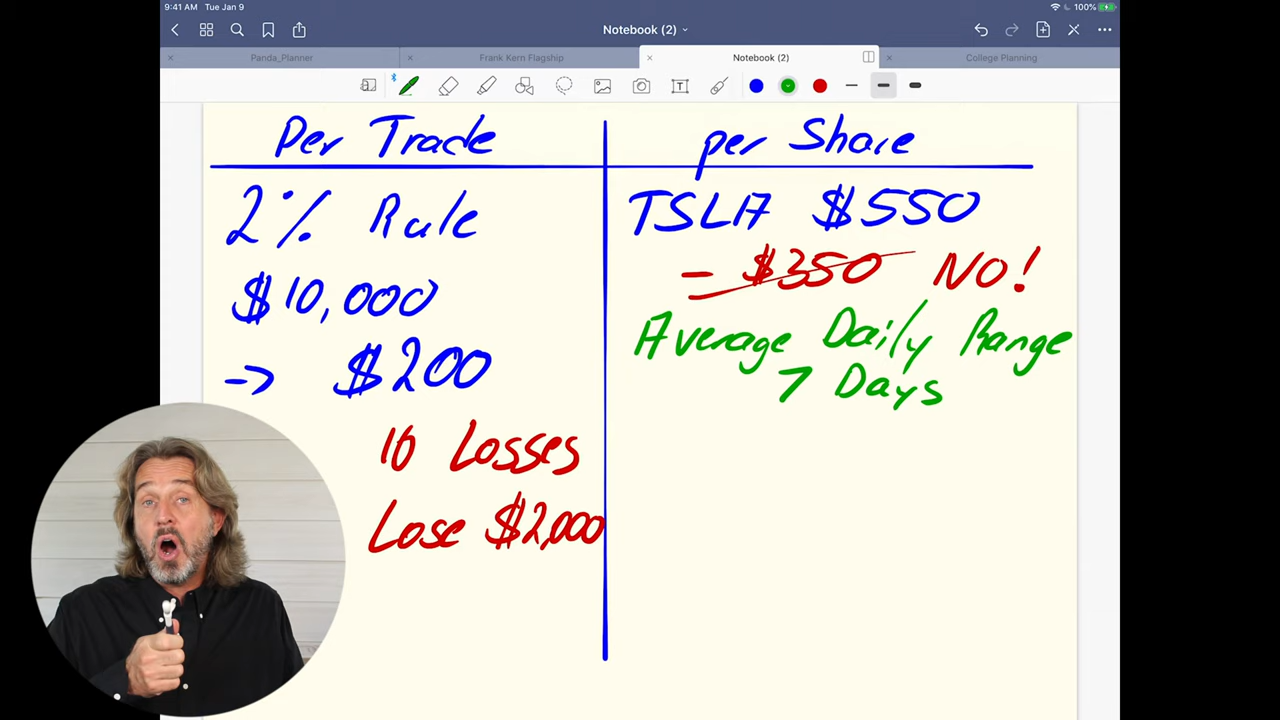 9:41 AM Tue Jan 9
100%
Notebook (2)
Panda_Planner
Frank Kern Flagship
Notebook (2)
College Planning
T
Per Trade
2% Rule
$10,000
-> $200
10 Losses
Lose $2,000
per Share
TSLA $550
- $350 NO!
Average Daily Range
7 Days